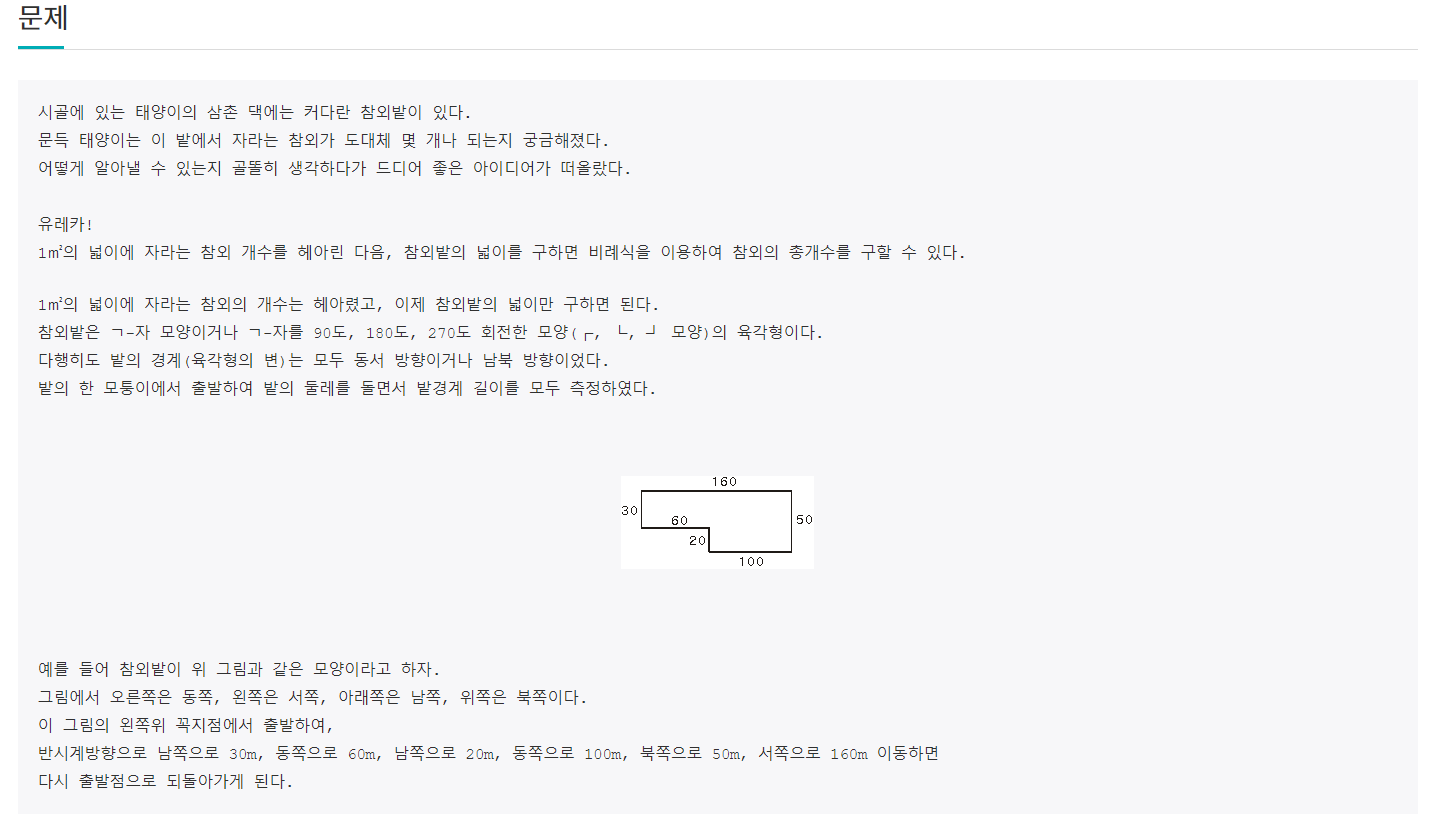 문제
시골에 있는 태양이의 삼촌 댁에는 커다란 참외밭이 있다.
문득 태양이는 이 밭에서 자라는 참외가 도대체 몇 개나 되는지 궁금해졌다.
어떻게 알아낼 수 있는지 골똘히 생각하다가 드디어 좋은 아이디어가 떠올랐다.
유레카!
1㎡의 넓이에 자라는 참외 개수를 헤아린 다음, 참외밭의 넓이를 구하면 비례식을 이용하여 참외의 총개수를 구할 수 있다.
1㎡의 넓이에 자라는 참외의 개수는 헤아렸고, 이제 참외밭의 넓이만 구하면 된다.
참외밭은 ㄱ-자 모양이거나 ㄱ-자를 90도, 180도, 270도 회전한 모양(┏, ㄴ, ┘ 모양)의 육각형이다.
다행히도 밭의 경계(육각형의 변)는 모두 동서 방향이거나 남북 방향이었다.
밭의 한 모퉁이에서 출발하여 밭의 둘레를 돌면서 밭경계 길이를 모두 측정하였다.
160
30
60
50
20
100
예를 들어 참외밭이 위 그림과 같은 모양이라고 하자.
그림에서 오른쪽은 동쪽, 왼쪽은 서쪽, 아래쪽은 남쪽, 위쪽은 북쪽이다.
이 그림의 왼쪽위 꼭지점에서 출발하여,
반시계방향으로 남쪽으로 30m, 동쪽으로 60m, 남쪽으로 20m, 동쪽으로 100m, 북쪽으로 50m, 서쪽으로 160m 이동하면
다시 출발점으로 되돌아가게 된다.